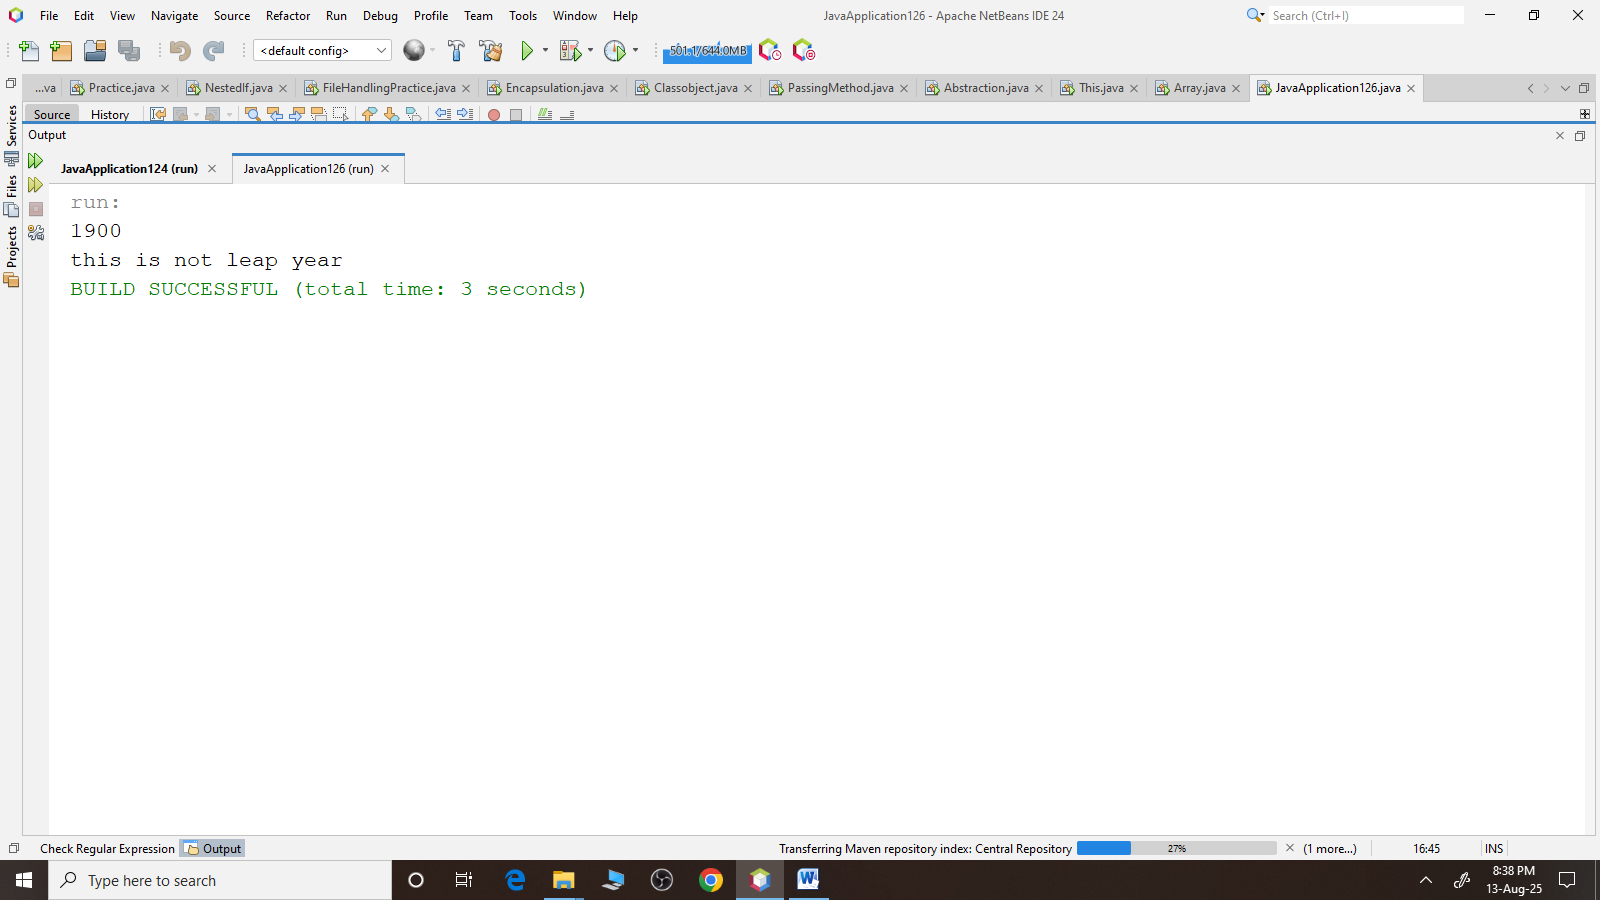 File Edit View Navigate Source Refactor Run Debug Profile Team Tools Window Help JavaApplication126 - Apache NetBeans IDE 24 Search (Ctrl+I)
<default config> 501.1/644.0MB
...va Practice.java NestedIf.java FileHandlingPractice.java Encapsulation.java Classobject.java PassingMethod.java Abstraction.java This.java Array.java JavaApplication126.java
Source History
Output
Services
Files
Projects
JavaApplication124 (run) JavaApplication126 (run)
run:
1900
this is not leap year
BUILD SUCCESSFUL (total time: 3 seconds)
Check Regular Expression Output Transferring Maven repository index: Central Repository 27% (1 more...) 16:45 INS
Type here to search
8:38 PM
13-Aug-25